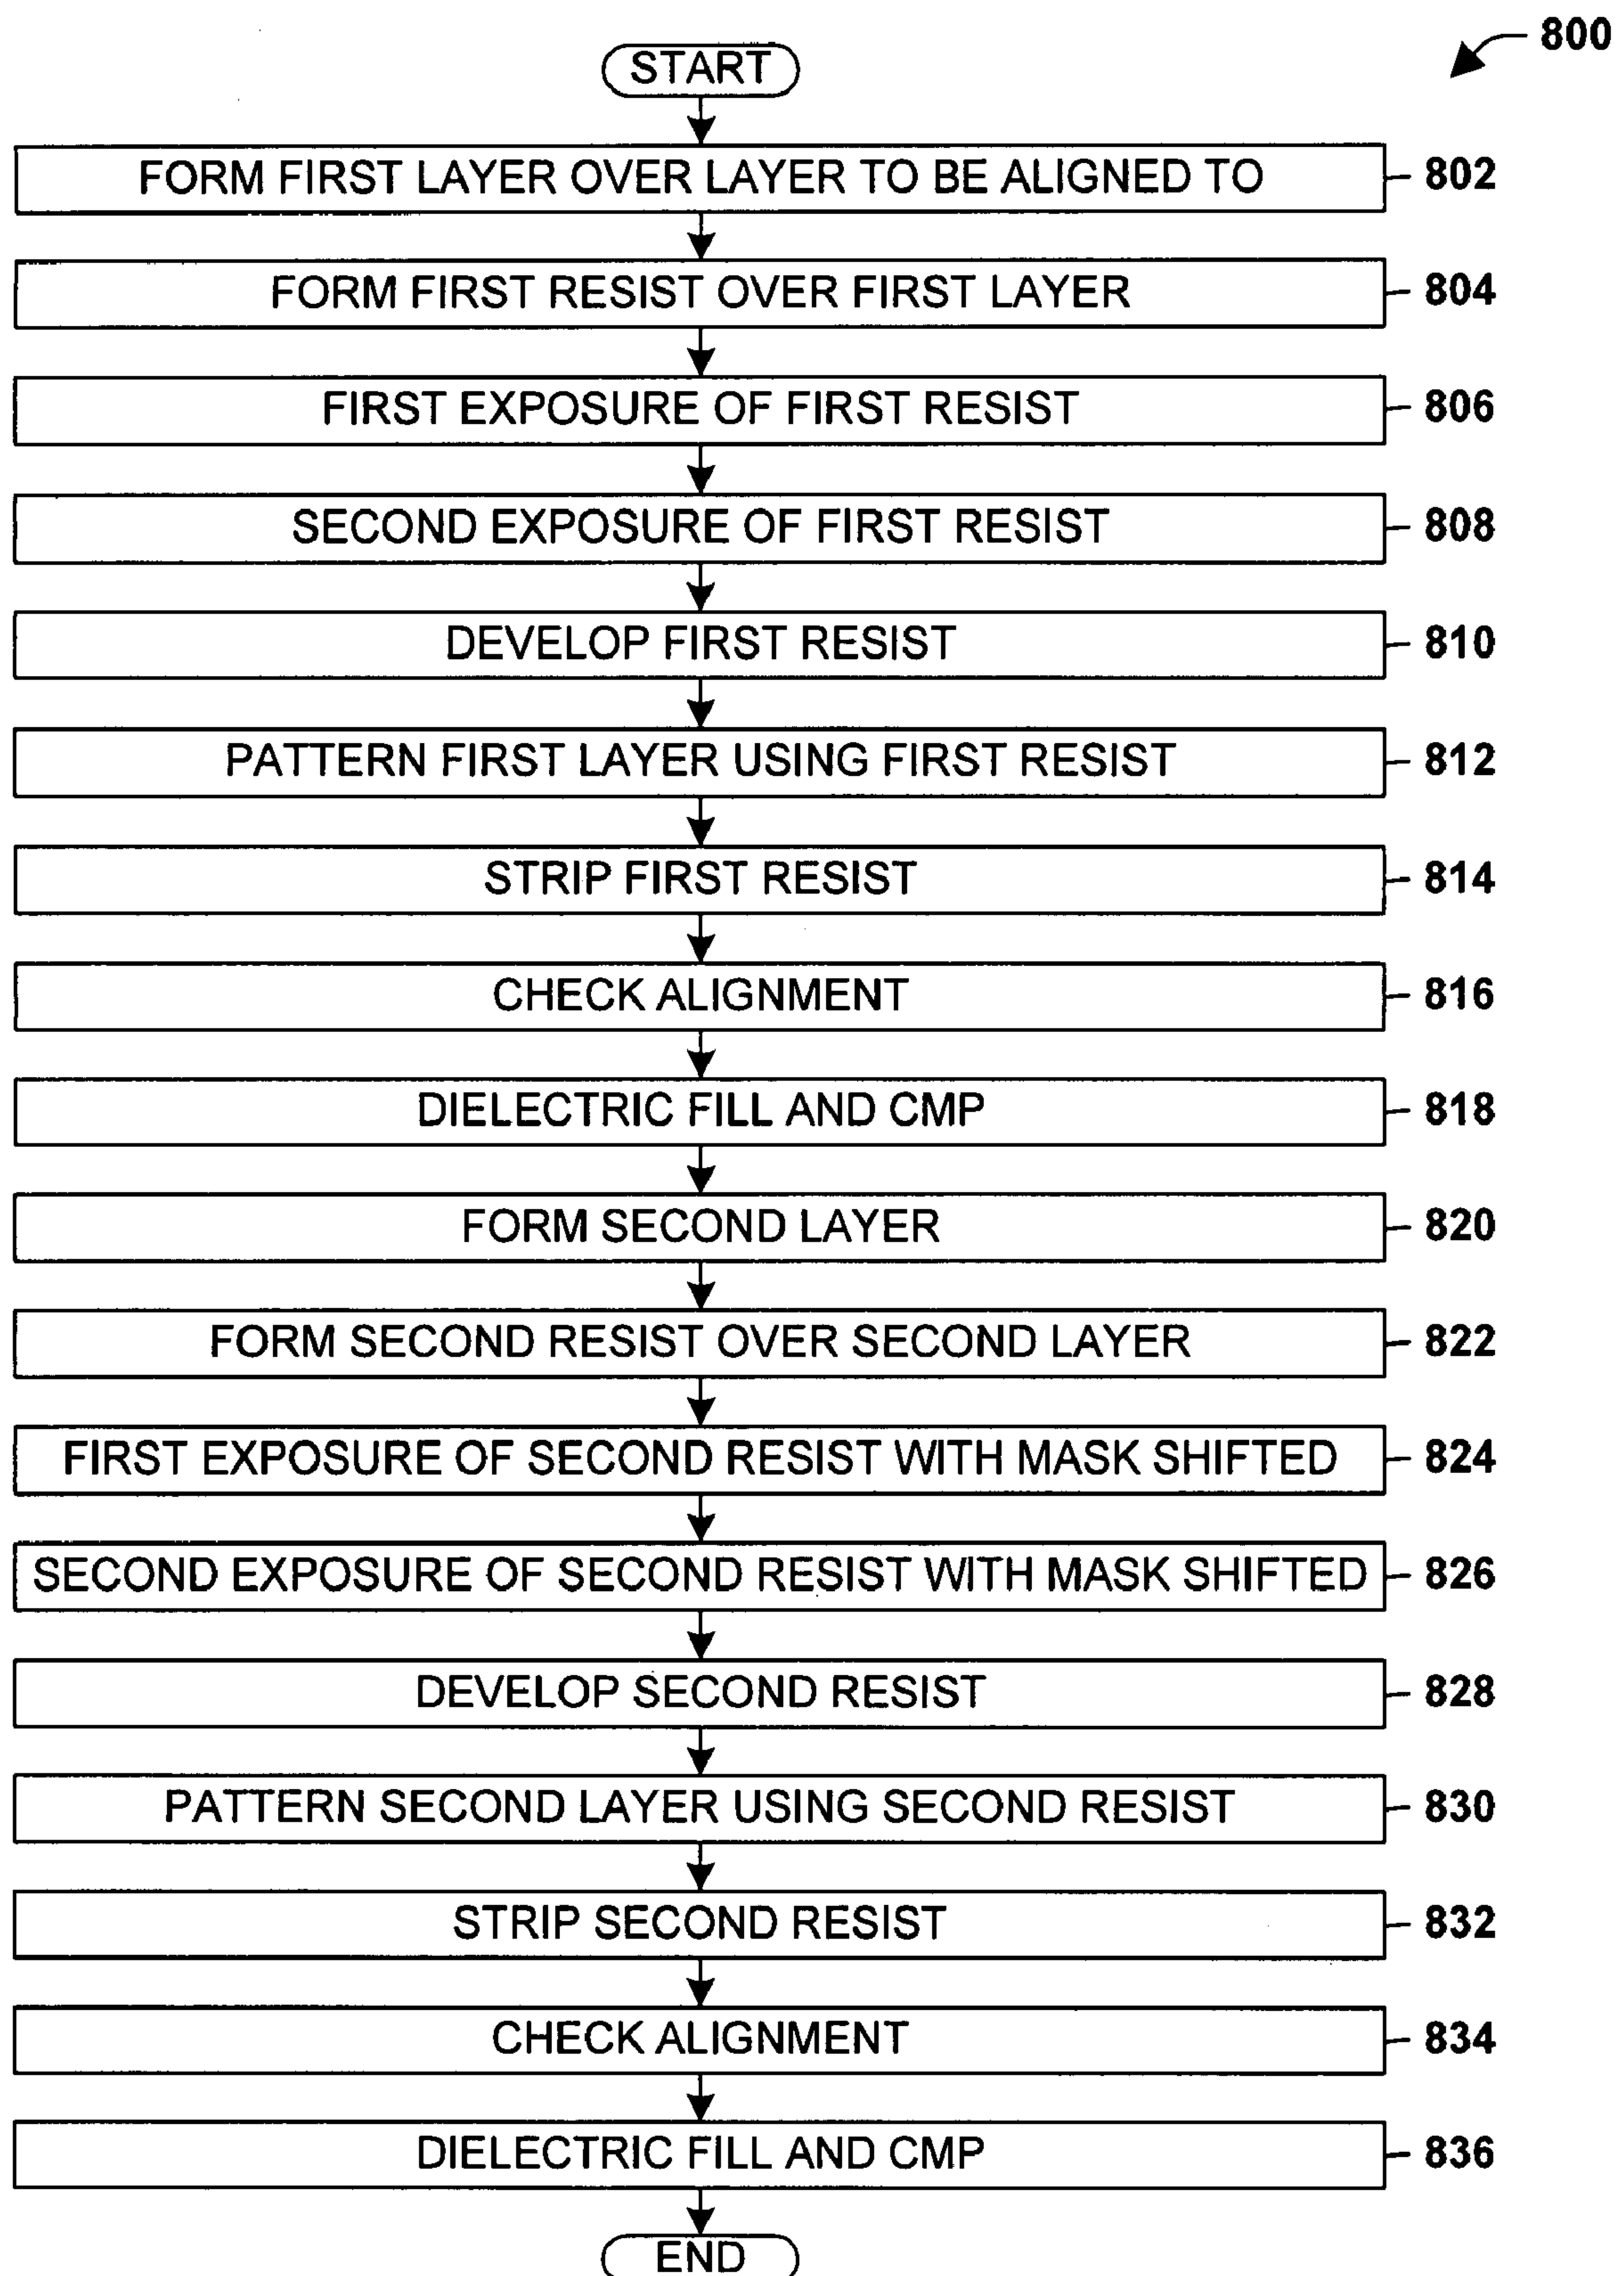 800
START
FORM FIRST LAYER OVER LAYER TO BE ALIGNED TO 802
FORM FIRST RESIST OVER FIRST LAYER 804
FIRST EXPOSURE OF FIRST RESIST 806
SECOND EXPOSURE OF FIRST RESIST 808
DEVELOP FIRST RESIST 810
PATTERN FIRST LAYER USING FIRST RESIST 812
STRIP FIRST RESIST 814
CHECK ALIGNMENT 816
DIELECTRIC FILL AND CMP 818
FORM SECOND LAYER 820
FORM SECOND RESIST OVER SECOND LAYER 822
FIRST EXPOSURE OF SECOND RESIST WITH MASK SHIFTED 824
SECOND EXPOSURE OF SECOND RESIST WITH MASK SHIFTED 826
DEVELOP SECOND RESIST 828
PATTERN SECOND LAYER USING SECOND RESIST 830
STRIP SECOND RESIST 832
CHECK ALIGNMENT 834
DIELECTRIC FILL AND CMP 836
END